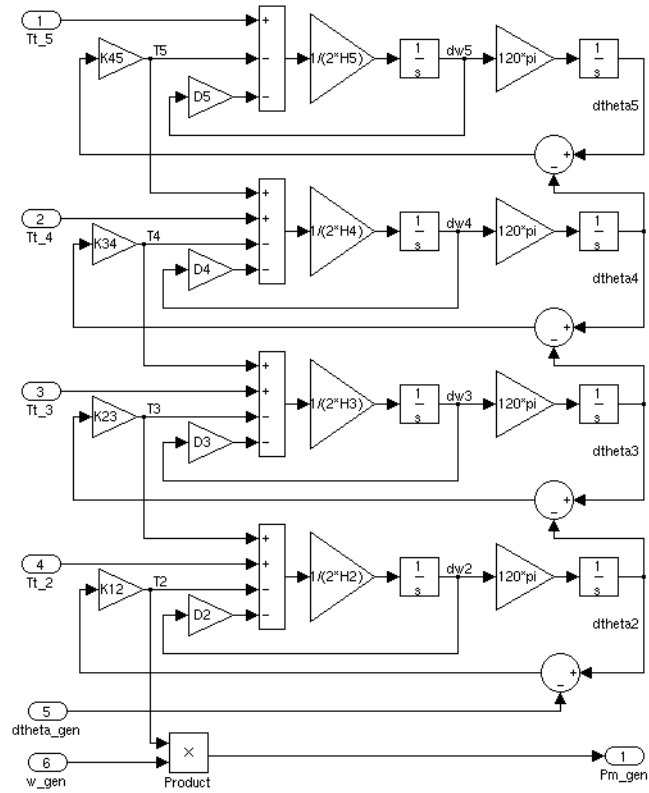 1
Tt_5
K45
T5
+
−
−
D5
1/(2*H5)
1
s
dw5
120*pi
1
s
dtheta5
+
−
2
Tt_4
K34
T4
+
+
−
−
D4
1/(2*H4)
1
s
dw4
120*pi
1
s
dtheta4
+
−
3
Tt_3
K23
T3
+
+
−
−
D3
1/(2*H3)
1
s
dw3
120*pi
1
s
dtheta3
+
−
4
Tt_2
K12
T2
+
+
−
−
D2
1/(2*H2)
1
s
dw2
120*pi
1
s
dtheta2
+
−
5
dtheta_gen
6
w_gen
×
Product
1
Pm_gen